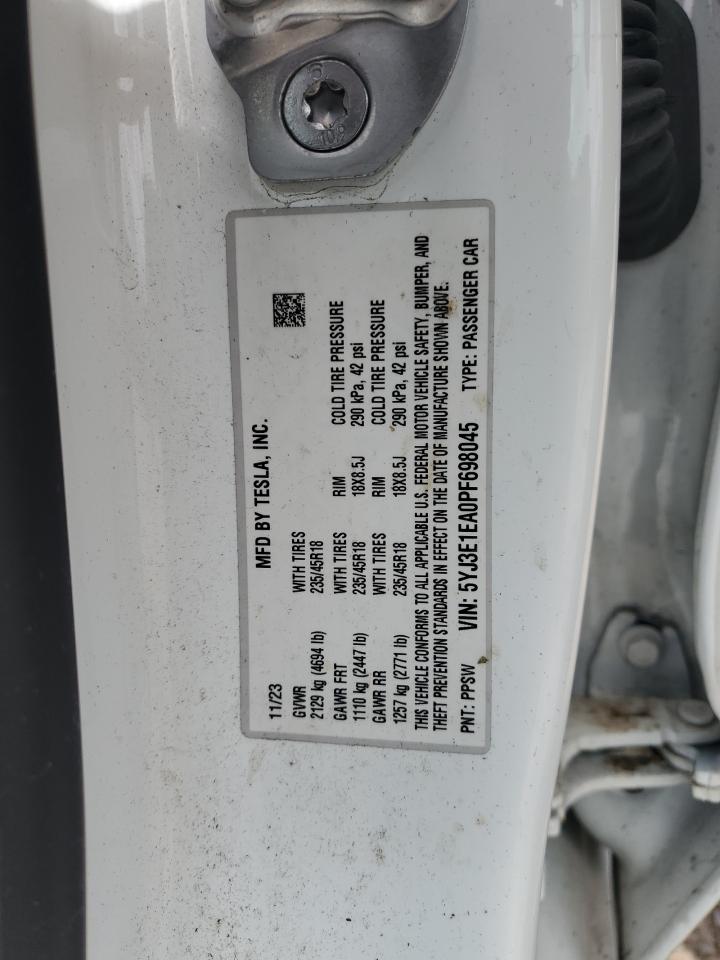 MFD BY TESLA, INC.
11/23
GVWR WITH TIRES
2129 kg (4694 lb) 235/45R18
GAWR FRT WITH TIRES RIM COLD TIRE PRESSURE
1110 kg (2447 lb) 235/45R18 18X8.5J 290 kPa, 42 psi
GAWR RR WITH TIRES RIM COLD TIRE PRESSURE
1257 kg (2771 lb) 235/45R18 18X8.5J 290 kPa, 42 psi
THIS VEHICLE CONFORMS TO ALL APPLICABLE U.S. FEDERAL MOTOR VEHICLE SAFETY, BUMPER, AND
THEFT PREVENTION STANDARDS IN EFFECT ON THE DATE OF MANUFACTURE SHOWN ABOVE.
PNT: PPSW VIN: 5YJ3E1EA0PF698045 TYPE: PASSENGER CAR